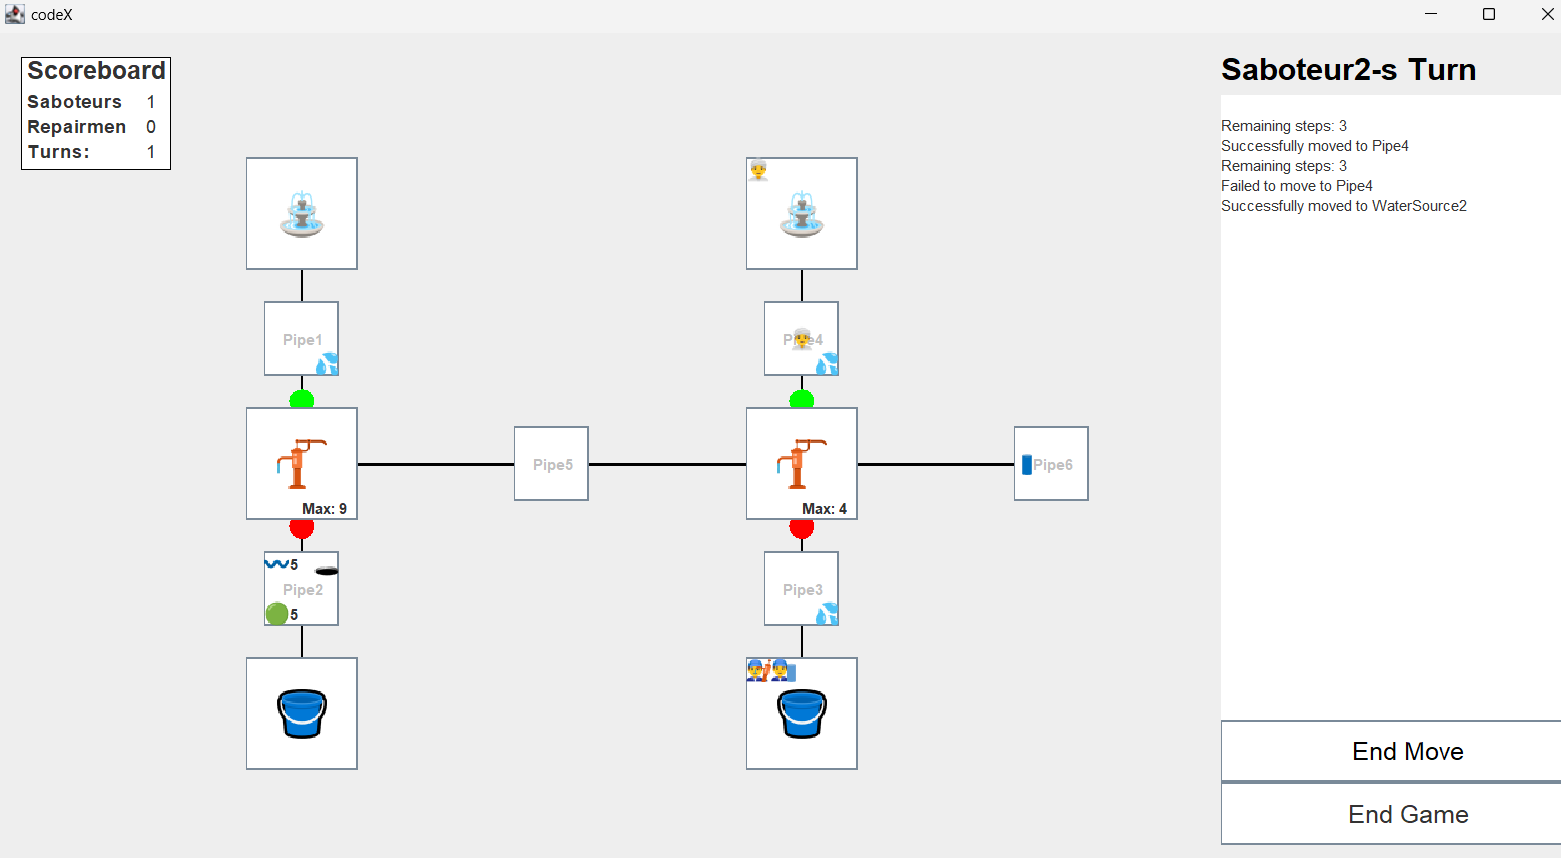 codeX
Scoreboard
Saboteurs 1
Repairmen 0
Turns: 1
Saboteur2-s Turn
Remaining steps: 3
Successfully moved to Pipe4
Remaining steps: 3
Failed to move to Pipe4
Successfully moved to WaterSource2
Pipe1
Pipe4
Max: 9
Pipe5
Max: 4
Pipe6
5
Pipe2
5
Pipe3
End Move
End Game